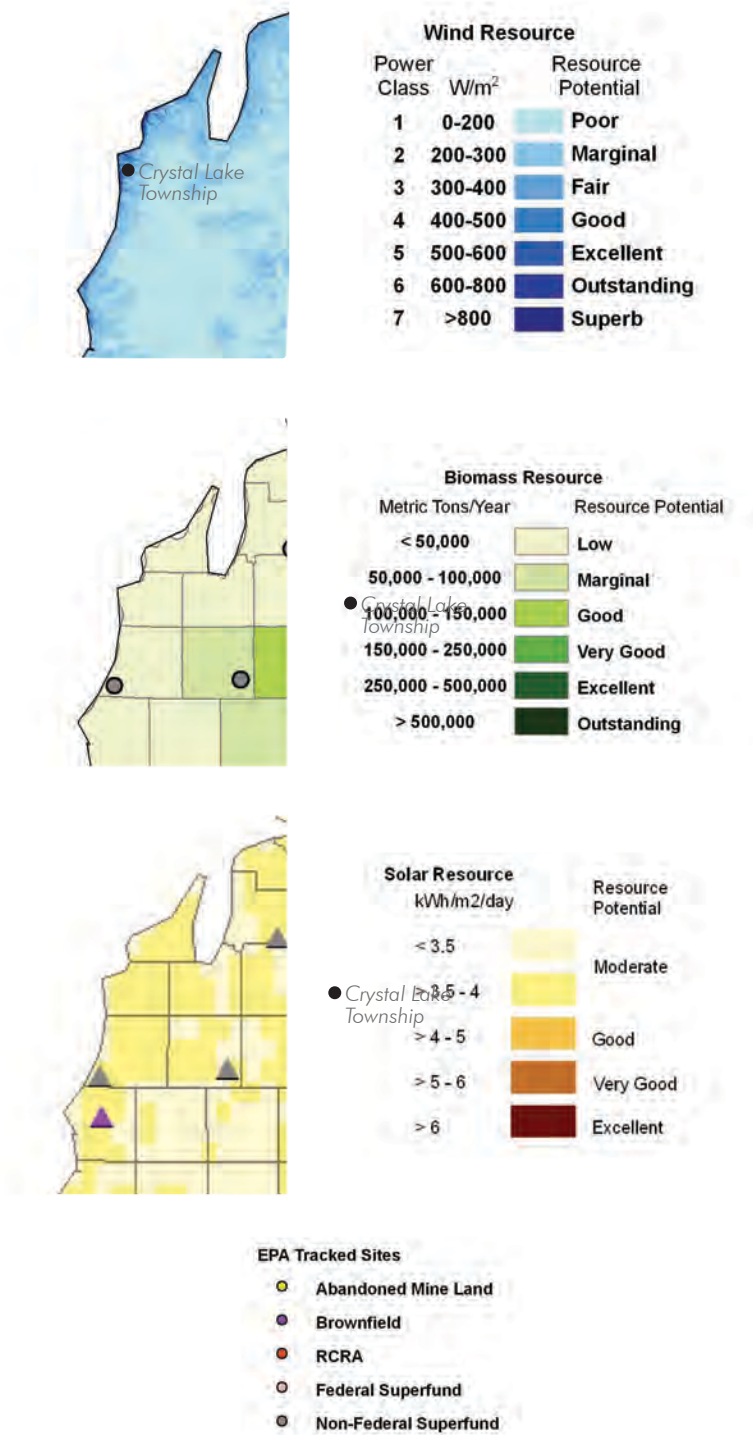 Wind Resource
Power Class W/m² Resource Potential
1 0-200 Poor
2 200-300 Marginal
3 300-400 Fair
4 400-500 Good
5 500-600 Excellent
6 600-800 Outstanding
7 >800 Superb
Crystal Lake
Township
Biomass Resource
Metric Tons/Year Resource Potential
< 50,000 Low
50,000 - 100,000 Marginal
100,000 - 150,000 Good
150,000 - 250,000 Very Good
250,000 - 500,000 Excellent
> 500,000 Outstanding
Crystal Lake
Township
Solar Resource
kWh/m2/day
Resource
Potential
< 3.5
Moderate
> 3.5 - 4
> 4 - 5 Good
> 5 - 6 Very Good
> 6 Excellent
Crystal Lake
Township
EPA Tracked Sites
Abandoned Mine Land
Brownfield
RCRA
Federal Superfund
Non-Federal Superfund